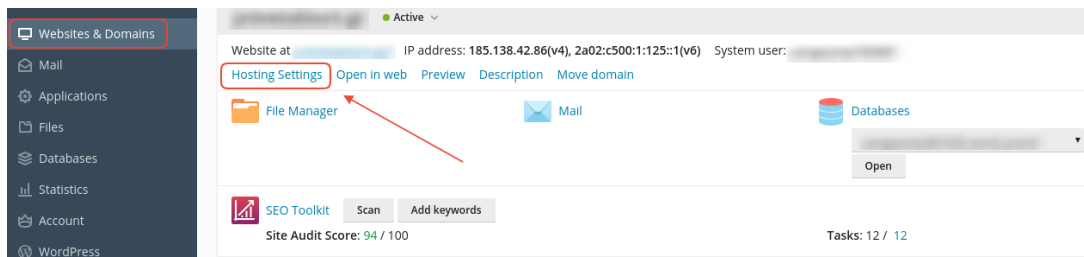 Websites & Domains
Mail
Applications
Files
Databases
Statistics
Account
WordPress
Active
Website at
IP address: 185.138.42.86(v4), 2a02:c500:1:125::1(v6) System user:
Hosting Settings Open in web Preview Description Move domain
File Manager Mail Databases
Open
SEO Toolkit Scan Add keywords
Site Audit Score: 94 / 100 Tasks: 12 / 12